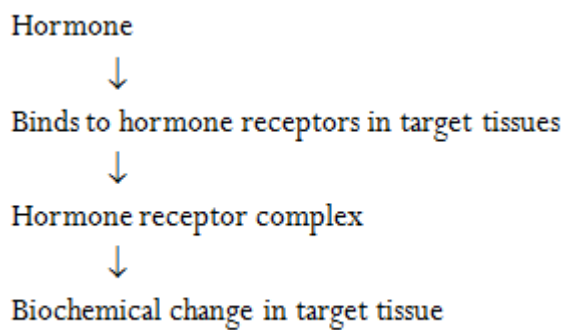 Hormone
↓
Binds to hormone receptors in target tissues
↓
Hormone receptor complex
↓
Biochemical change in target tissue